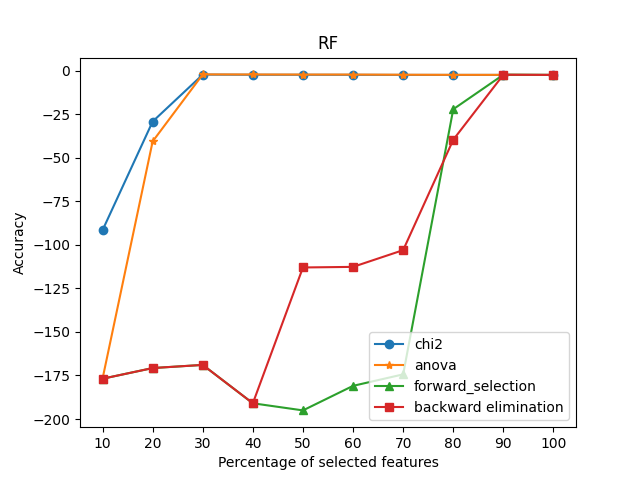 RF
Accuracy
0
−25
−50
−75
−100
−125
−150
−175
−200
chi2
anova
forward_selection
backward elimination
10 20 30 40 50 60 70 80 90 100
Percentage of selected features